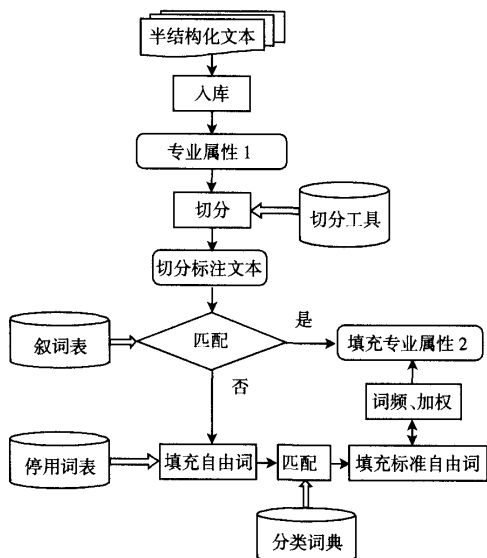 半结构化文本
入库
专业属性1
切分
切分工具
切分标注文本
叙词表
匹配
是
填充专业属性2
否
词频、加权
停用词表
填充自由词
匹配
填充标准自由词
分类词典